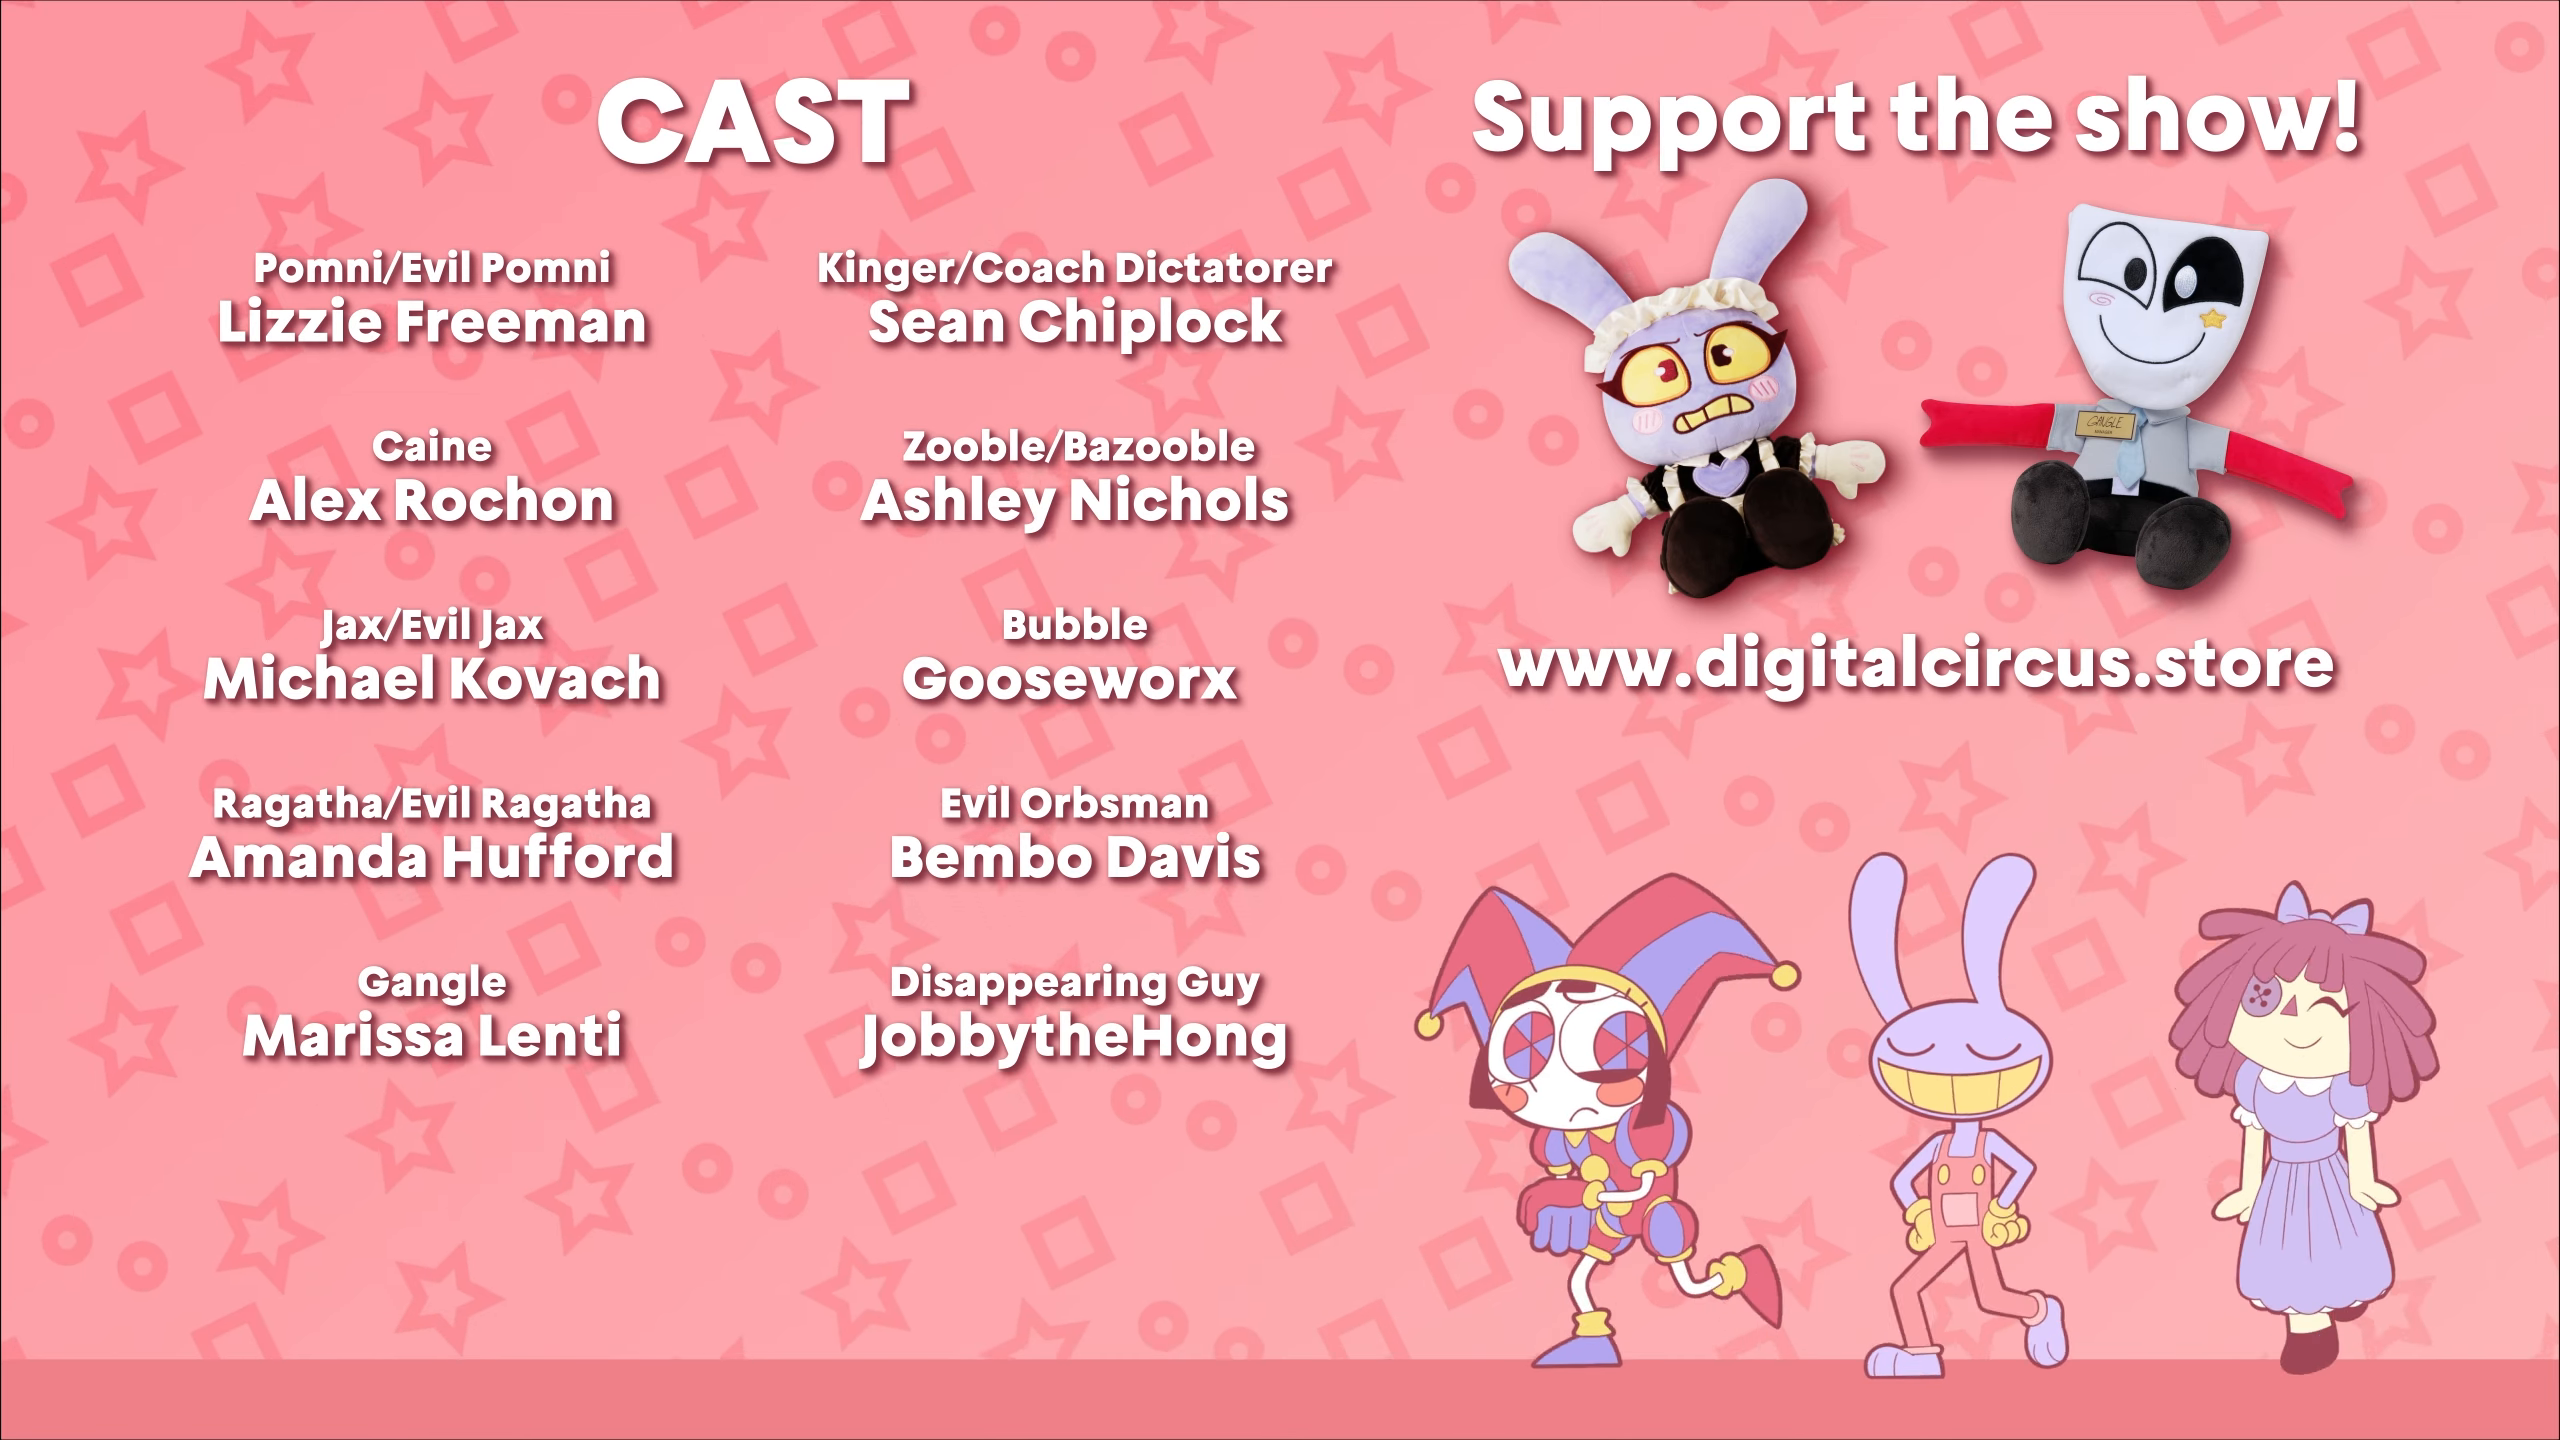 CAST
Pomni/Evil Pomni
Lizzie Freeman
Caine
Alex Rochon
Jax/Evil Jax
Michael Kovach
Ragatha/Evil Ragatha
Amanda Hufford
Gangle
Marissa Lenti
Kinger/Coach Dictatorer
Sean Chiplock
Zooble/Bazooble
Ashley Nichols
Bubble
Gooseworx
Evil Orbsman
Bembo Davis
Disappearing Guy
JobbytheHong
Support the show!
GANGLE
MANAGER
www.digitalcircus.store